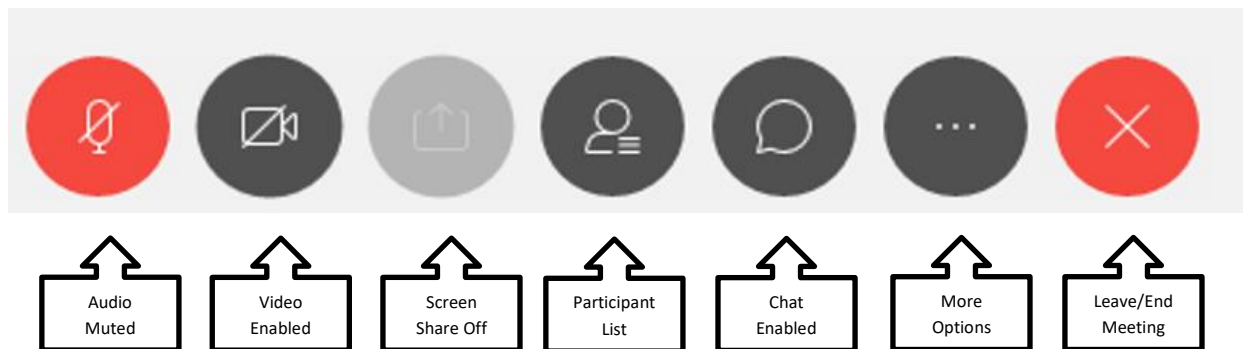 Audio
Muted
Video
Enabled
Screen
Share Off
Participant
List
Chat
Enabled
More
Options
Leave/End
Meeting